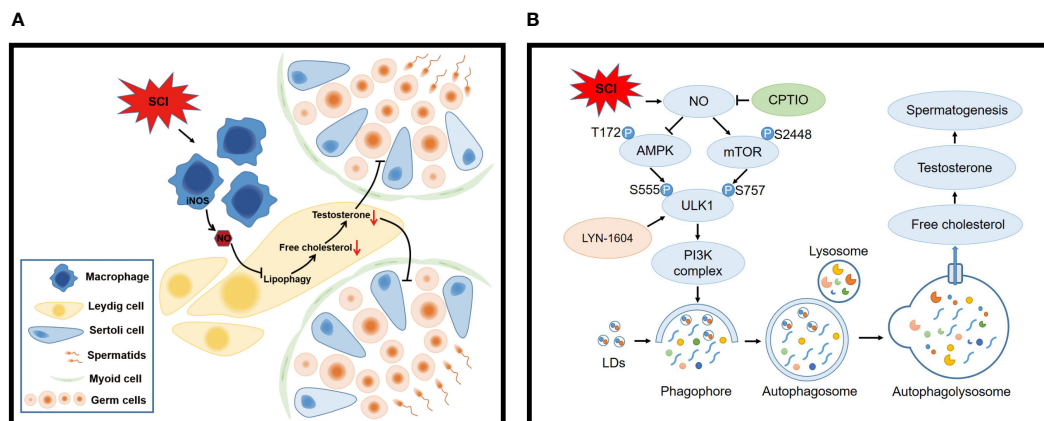 A
SCI
iNOS
NO
Testosterone
Free cholesterol
Lipophagy
Macrophage
Leydig cell
Sertoli cell
Spermatids
Myoid cell
Germ cells
B
SCI
NO
CPTIO
T172
P
P
S2448
AMPK
mTOR
S555
P
P
S757
ULK1
LYN-1604
PI3K
complex
LDs
Phagophore
Lysosome
Autophagosome
Spermatogenesis
Testosterone
Free cholesterol
Autophagolysosome